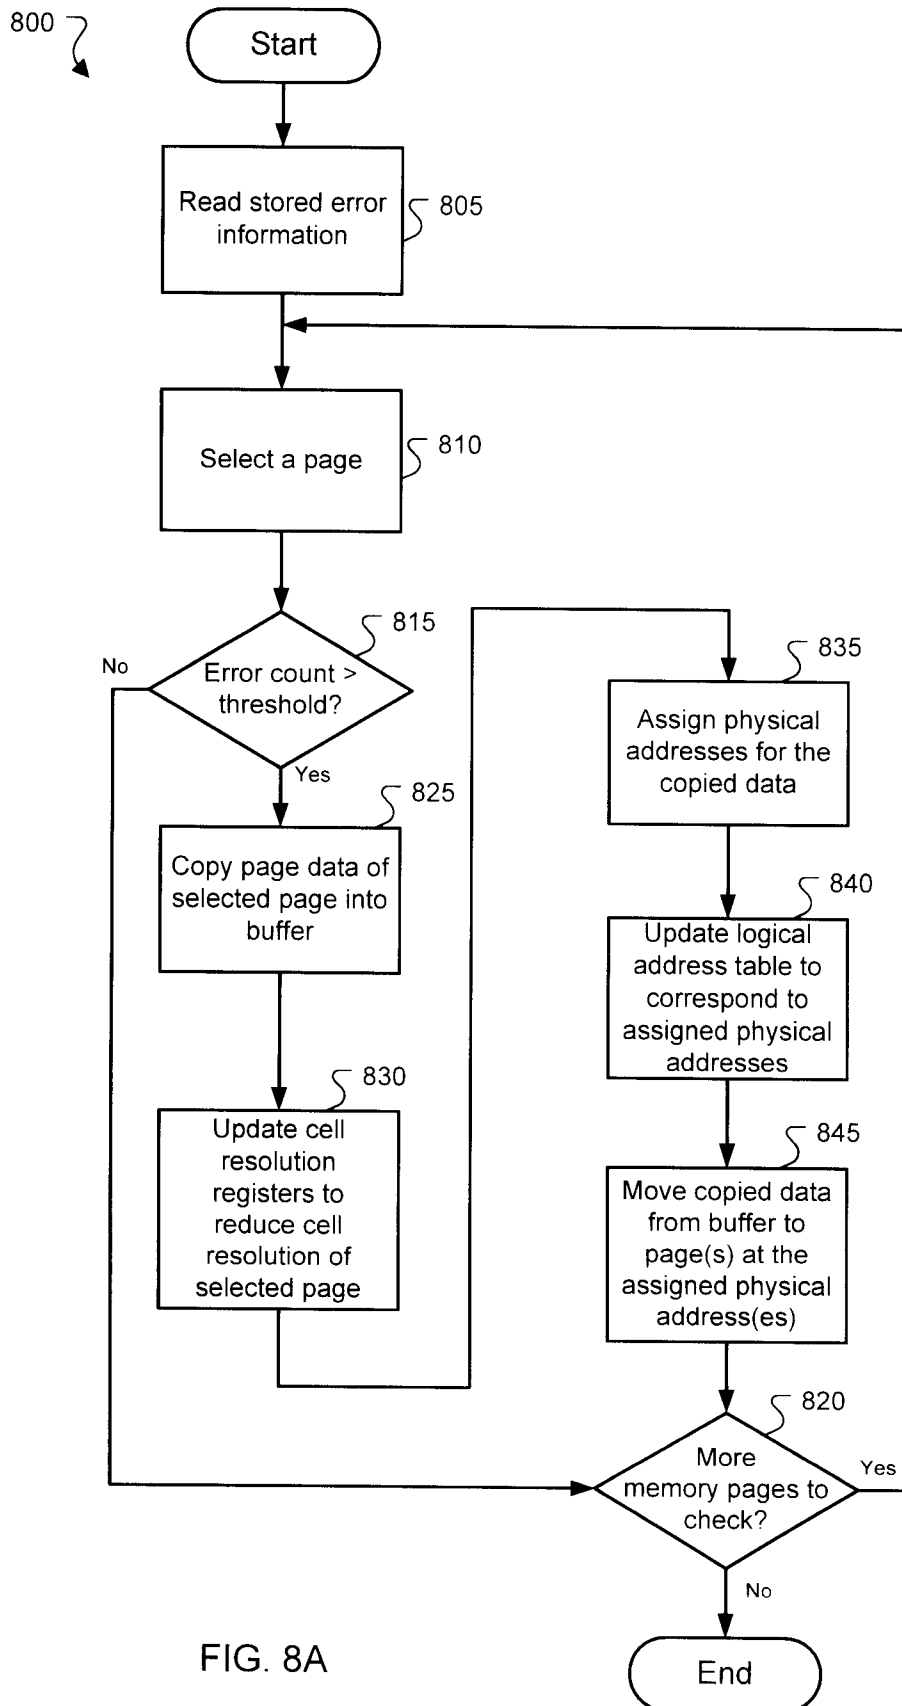 800
Start
Read stored error
information
805
Select a page
810
815
Error count >
threshold?
No
Yes
825
Copy page data of
selected page into
buffer
830
Update cell
resolution
registers to
reduce cell
resolution of
selected page
835
Assign physical
addresses for the
copied data
840
Update logical
address table to
correspond to
assigned physical
addresses
845
Move copied data
from buffer to
page(s) at the
assigned physical
address(es)
820
More
memory pages to
check?
Yes
No
End
FIG. 8A